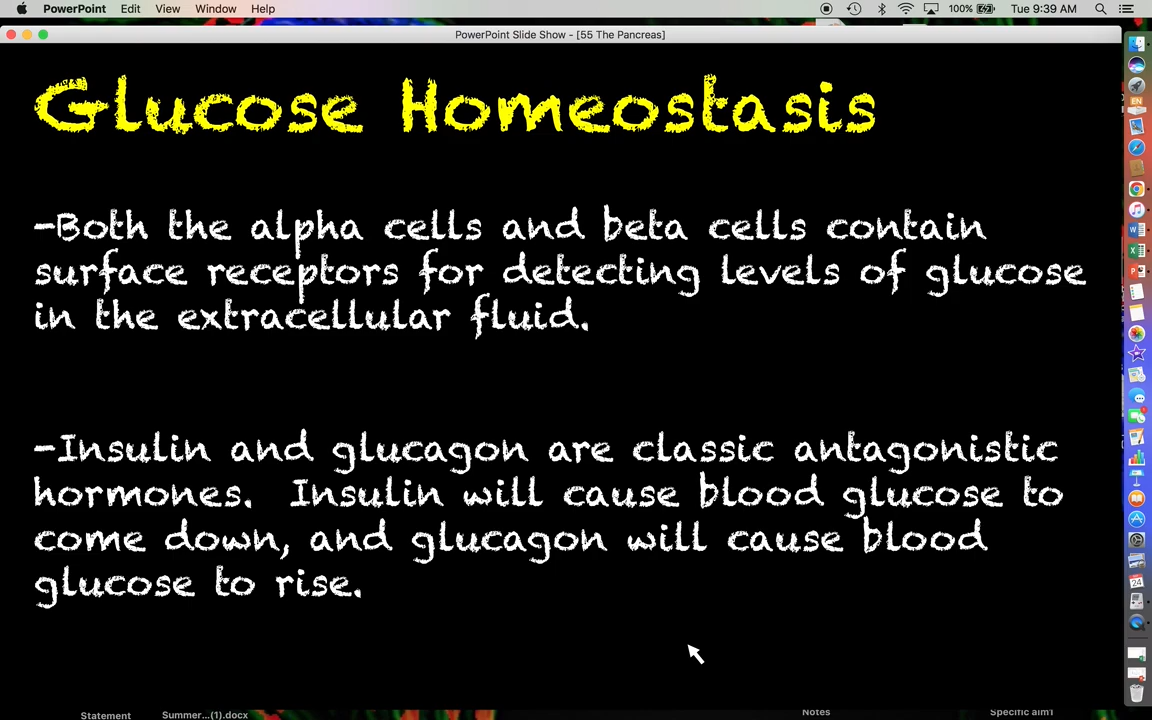 PowerPoint Edit View Window Help 100% Tue 9:39 AM
PowerPoint Slide Show - [55 The Pancreas]
Glucose Homeostasis
-Both the alpha cells and beta cells contain
surface receptors for detecting levels of glucose
in the extracellular fluid.
-Insulin and glucagon are classic antagonistic
hormones. Insulin will cause blood glucose to
come down, and glucagon will cause blood
glucose to rise.
Statement Summer...(1).docx Notes Specific aim1